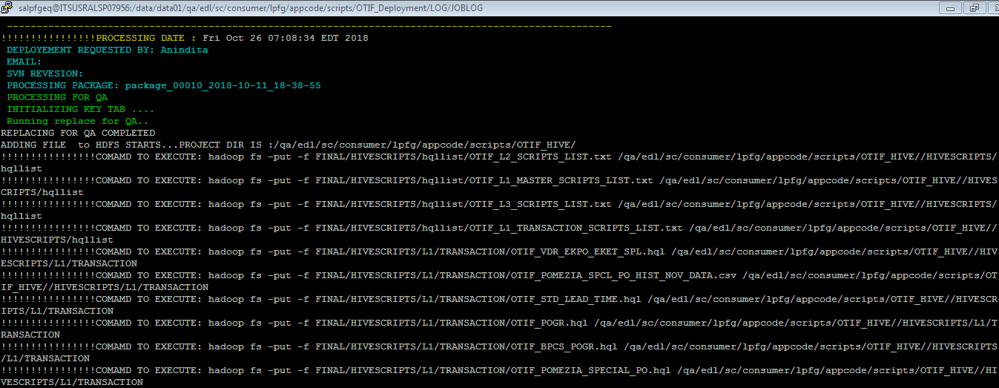 salpfgeq@ITSUSRALSP07956:/data/data01/qa/edl/sc/consumer/lpfg/appcode/scripts/OTIF_Deployment/LOG/JOBLOG
------------------------------------------------------------------------------------------------------
!!!!!!!!!!!!!!!!PROCESSING DATE : Fri Oct 26 07:08:34 EDT 2018
DEPLOYEMENT REQUESTED BY: Anindita
EMAIL:
SVN REVESION:
PROCESSING PACKAGE: package_00010_2018-10-11_18-38-55
PROCESSING FOR QA
INITIALIZING KEY TAB ....
Running replace for QA..
REPLACING FOR QA COMPLETED
ADDING FILE  to HDFS STARTS...PROJECT DIR IS :/qa/edl/sc/consumer/lpfg/appcode/scripts/OTIF_HIVE/
!!!!!!!!!!!!!!!!COMAMD TO EXECUTE: hadoop fs -put -f FINAL/HIVESCRIPTS/hqllist/OTIF_L2_SCRIPTS_LIST.txt /qa/edl/sc/consumer/lpfg/appcode/scripts/OTIF_HIVE//HIVESCRIPTS/
hqllist
!!!!!!!!!!!!!!!!COMAMD TO EXECUTE: hadoop fs -put -f FINAL/HIVESCRIPTS/hqllist/OTIF_L1_MASTER_SCRIPTS_LIST.txt /qa/edl/sc/consumer/lpfg/appcode/scripts/OTIF_HIVE//HIVES
CRIPTS/hqllist
!!!!!!!!!!!!!!!!COMAMD TO EXECUTE: hadoop fs -put -f FINAL/HIVESCRIPTS/hqllist/OTIF_L3_SCRIPTS_LIST.txt /qa/edl/sc/consumer/lpfg/appcode/scripts/OTIF_HIVE//HIVESCRIPTS/
hqllist
!!!!!!!!!!!!!!!!COMAMD TO EXECUTE: hadoop fs -put -f FINAL/HIVESCRIPTS/hqllist/OTIF_L1_TRANSACTION_SCRIPTS_LIST.txt /qa/edl/sc/consumer/lpfg/appcode/scripts/OTIF_HIVE//
HIVESCRIPTS/hqllist
!!!!!!!!!!!!!!!!COMAMD TO EXECUTE: hadoop fs -put -f FINAL/HIVESCRIPTS/L1/TRANSACTION/OTIF_VDR_EKPO_EKET_SPL.hql /qa/edl/sc/consumer/lpfg/appcode/scripts/OTIF_HIVE//HIV
ESCRIPTS/L1/TRANSACTION
!!!!!!!!!!!!!!!!COMAMD TO EXECUTE: hadoop fs -put -f FINAL/HIVESCRIPTS/L1/TRANSACTION/OTIF_POMEZIA_SPCL_PO_HIST_NOV_DATA.csv /qa/edl/sc/consumer/lpfg/appcode/scripts/OT
IF_HIVE//HIVESCRIPTS/L1/TRANSACTION
!!!!!!!!!!!!!!!!COMAMD TO EXECUTE: hadoop fs -put -f FINAL/HIVESCRIPTS/L1/TRANSACTION/OTIF_STD_LEAD_TIME.hql /qa/edl/sc/consumer/lpfg/appcode/scripts/OTIF_HIVE//HIVESCR
IPTS/L1/TRANSACTION
!!!!!!!!!!!!!!!!COMAMD TO EXECUTE: hadoop fs -put -f FINAL/HIVESCRIPTS/L1/TRANSACTION/OTIF_POGR.hql /qa/edl/sc/consumer/lpfg/appcode/scripts/OTIF_HIVE//HIVESCRIPTS/L1/T
RANSACTION
!!!!!!!!!!!!!!!!COMAMD TO EXECUTE: hadoop fs -put -f FINAL/HIVESCRIPTS/L1/TRANSACTION/OTIF_BPCS_POGR.hql /qa/edl/sc/consumer/lpfg/appcode/scripts/OTIF_HIVE//HIVESCRIPTS
/L1/TRANSACTION
!!!!!!!!!!!!!!!!COMAMD TO EXECUTE: hadoop fs -put -f FINAL/HIVESCRIPTS/L1/TRANSACTION/OTIF_POMEZIA_SPECIAL_PO.hql /qa/edl/sc/consumer/lpfg/appcode/scripts/OTIF_HIVE//HI
VESCRIPTS/L1/TRANSACTION